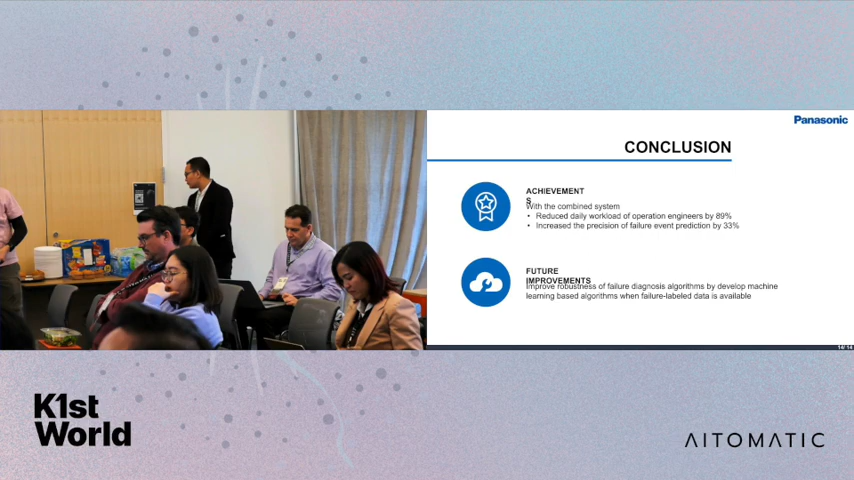 Panasonic
CONCLUSION
ACHIEVEMENT
S
With the combined system
• Reduced daily workload of operation engineers by 89%
• Increased the precision of failure event prediction by 33%
FUTURE
IMPROVEMENTS
Improve robustness of failure diagnosis algorithms by develop machine
learning based algorithms when failure-labeled data is available
14/ 14
K1st
World
AITOMATIC